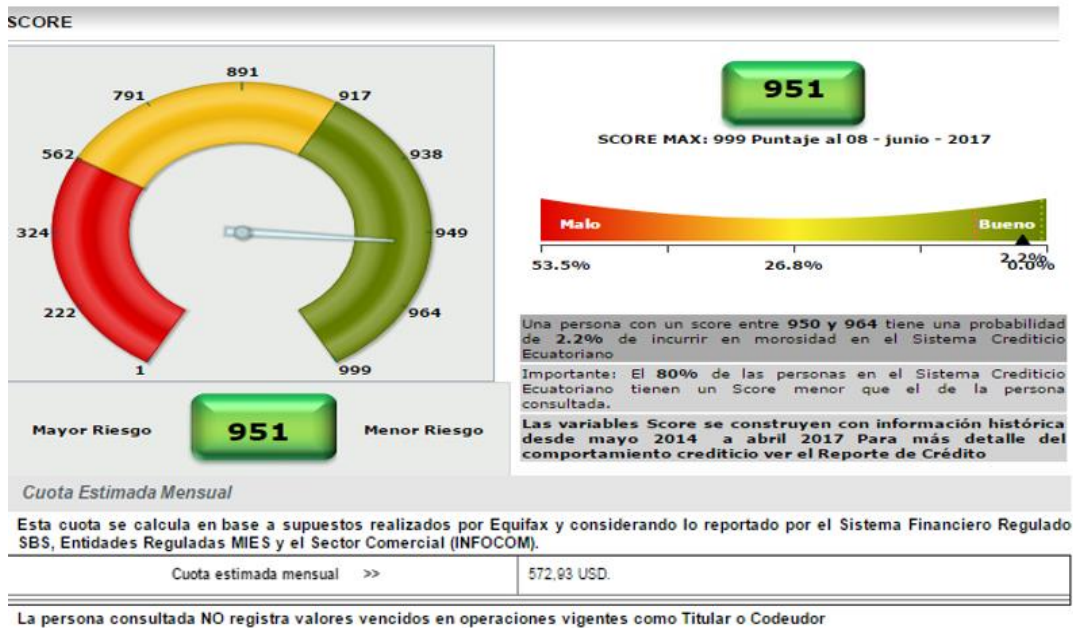 SCORE
891
791
917
562
938
324
949
222
964
1
999
Mayor Riesgo
951
Menor Riesgo
951
SCORE MAX: 999 Puntaje al 08 - junio - 2017
Malo
Bueno
53.5%
26.8%
2.2%
0.0%
Una persona con un score entre 950 y 964 tiene una probabilidad
de 2.2% de incurrir en morosidad en el Sistema Crediticio
Ecuatoriano
Importante: El 80% de las personas en el Sistema Crediticio
Ecuatoriano tienen un Score menor que el de la persona
consultada.
Las variables Score se construyen con información histórica
desde mayo 2014 a abril 2017 Para más detalle del
comportamiento crediticio ver el Reporte de Crédito
Cuota Estimada Mensual
Esta cuota se calcula en base a supuestos realizados por Equifax y considerando lo reportado por el Sistema Financiero Regulado
SBS, Entidades Reguladas MIES y el Sector Comercial (INFOCOM).
Cuota estimada mensual >>
572,93 USD.
La persona consultada NO registra valores vencidos en operaciones vigentes como Titular o Codeudor